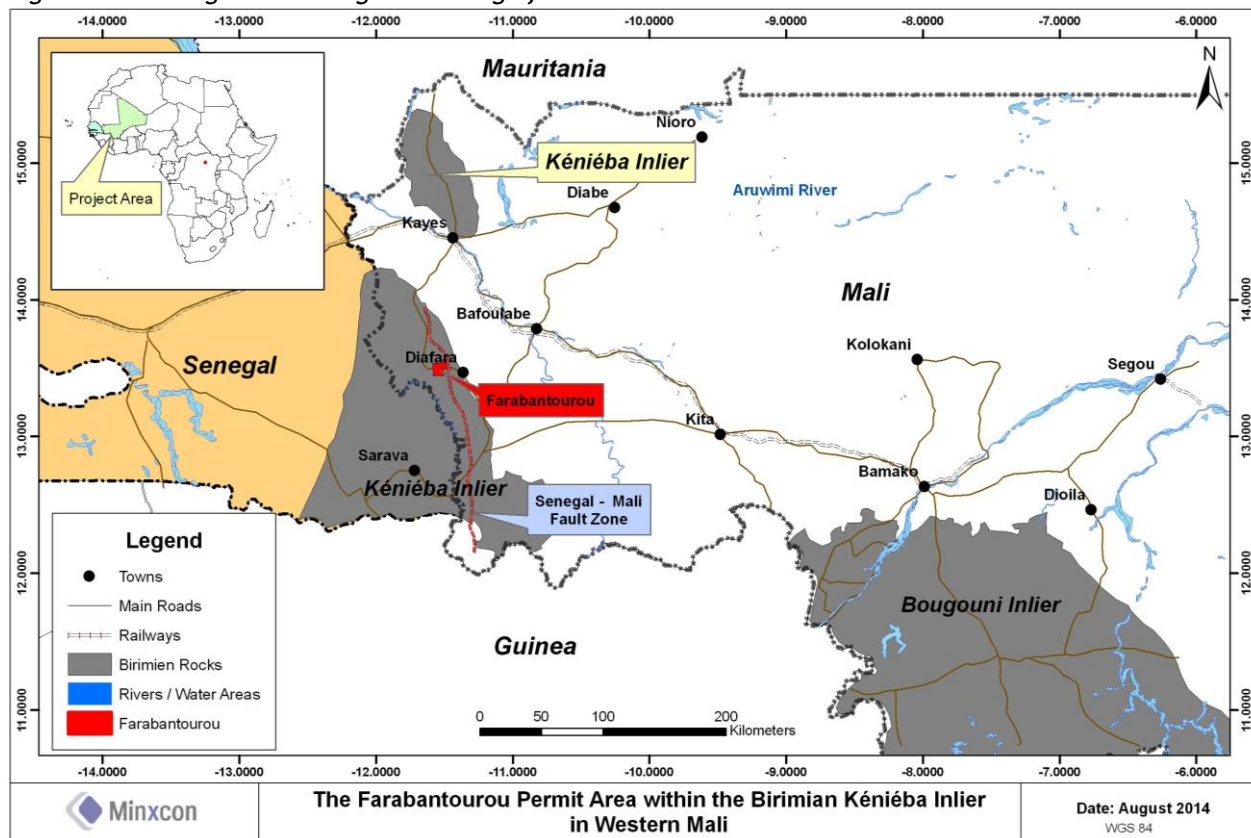 -14.0000 -13.0000 -12.0000 -11.0000 -10.0000 -9.0000 -8.0000 -7.0000 -6.0000
N
Mauritania
Project Area
Nioro
Kéniéba Inlier
15.0000
15.0000
Diabe
Aruwimi River
Kayes
14.0000
14.0000
Mali
Bafoulabe
Kolokani
Senegal
Diafara
Segou
Farabantourou
13.0000
13.0000
Kita
Sarava
Bamako
Kéniéba Inlier
Dioila
Senegal - Mali
Fault Zone
12.0000
12.0000
Bougouni Inlier
Guinea
11.0000
11.0000
Legend
Towns
Main Roads
Railways
Birimien Rocks
Rivers / Water Areas
Farabantourou
0 50 100 200
Kilometers
-14.0000 -13.0000 -12.0000 -11.0000 -10.0000 -9.0000 -8.0000 -7.0000 -6.0000
Minxcon
The Farabantourou Permit Area within the Birimian Kéniéba Inlier
in Western Mali
Date: August 2014
WGS 84